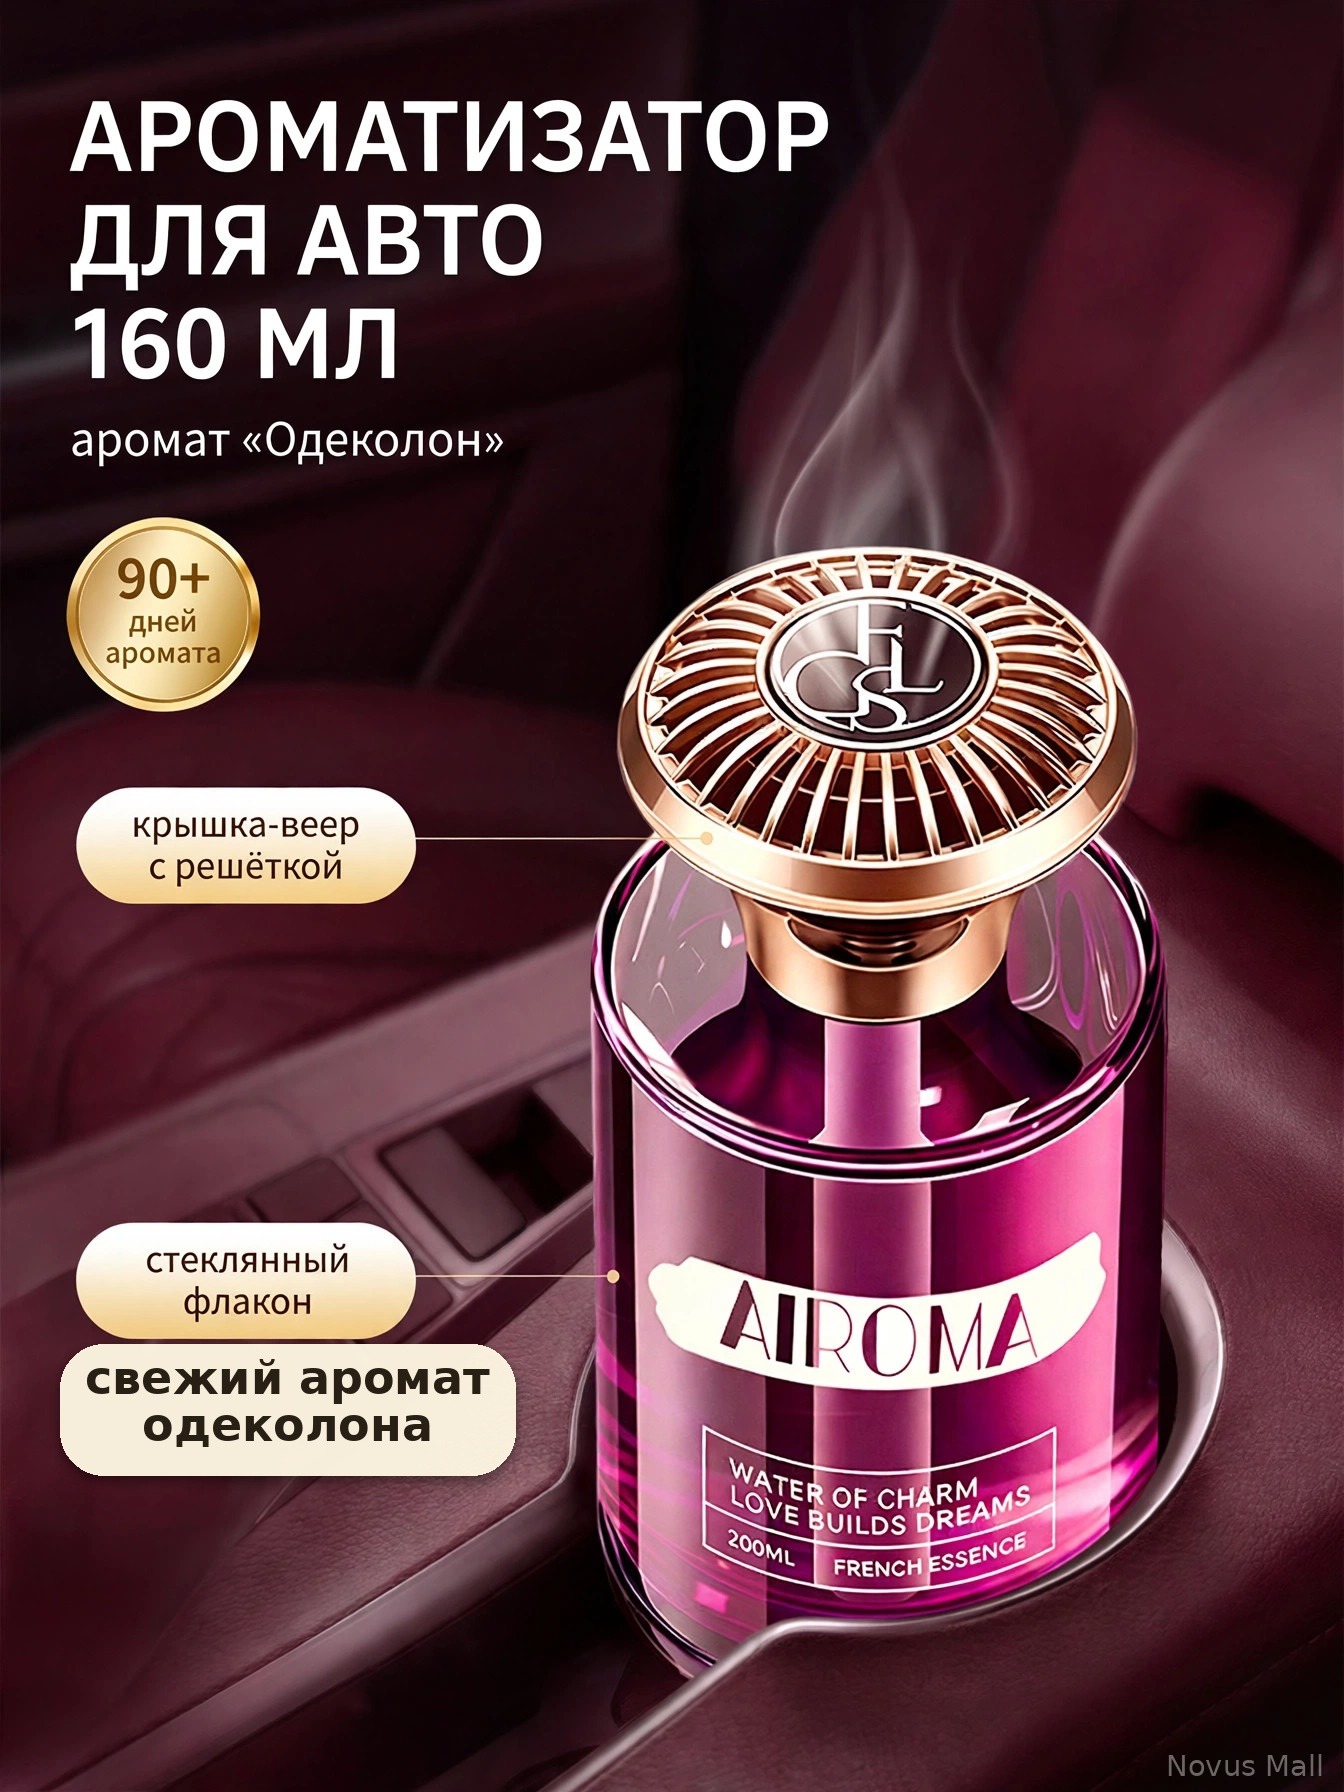 АРОМАТИЗАТОР
ДЛЯ АВТО
160 МЛ
аромат «Одеколон»
90+
дней
аромата
крышка-веер
с решёткой
стеклянный
флакон
свежий аромат
одеколона
AIROMA
WATER OF CHARM
LOVE BUILDS DREAMS
200ML
FRENCH ESSENCE
Novus Mall